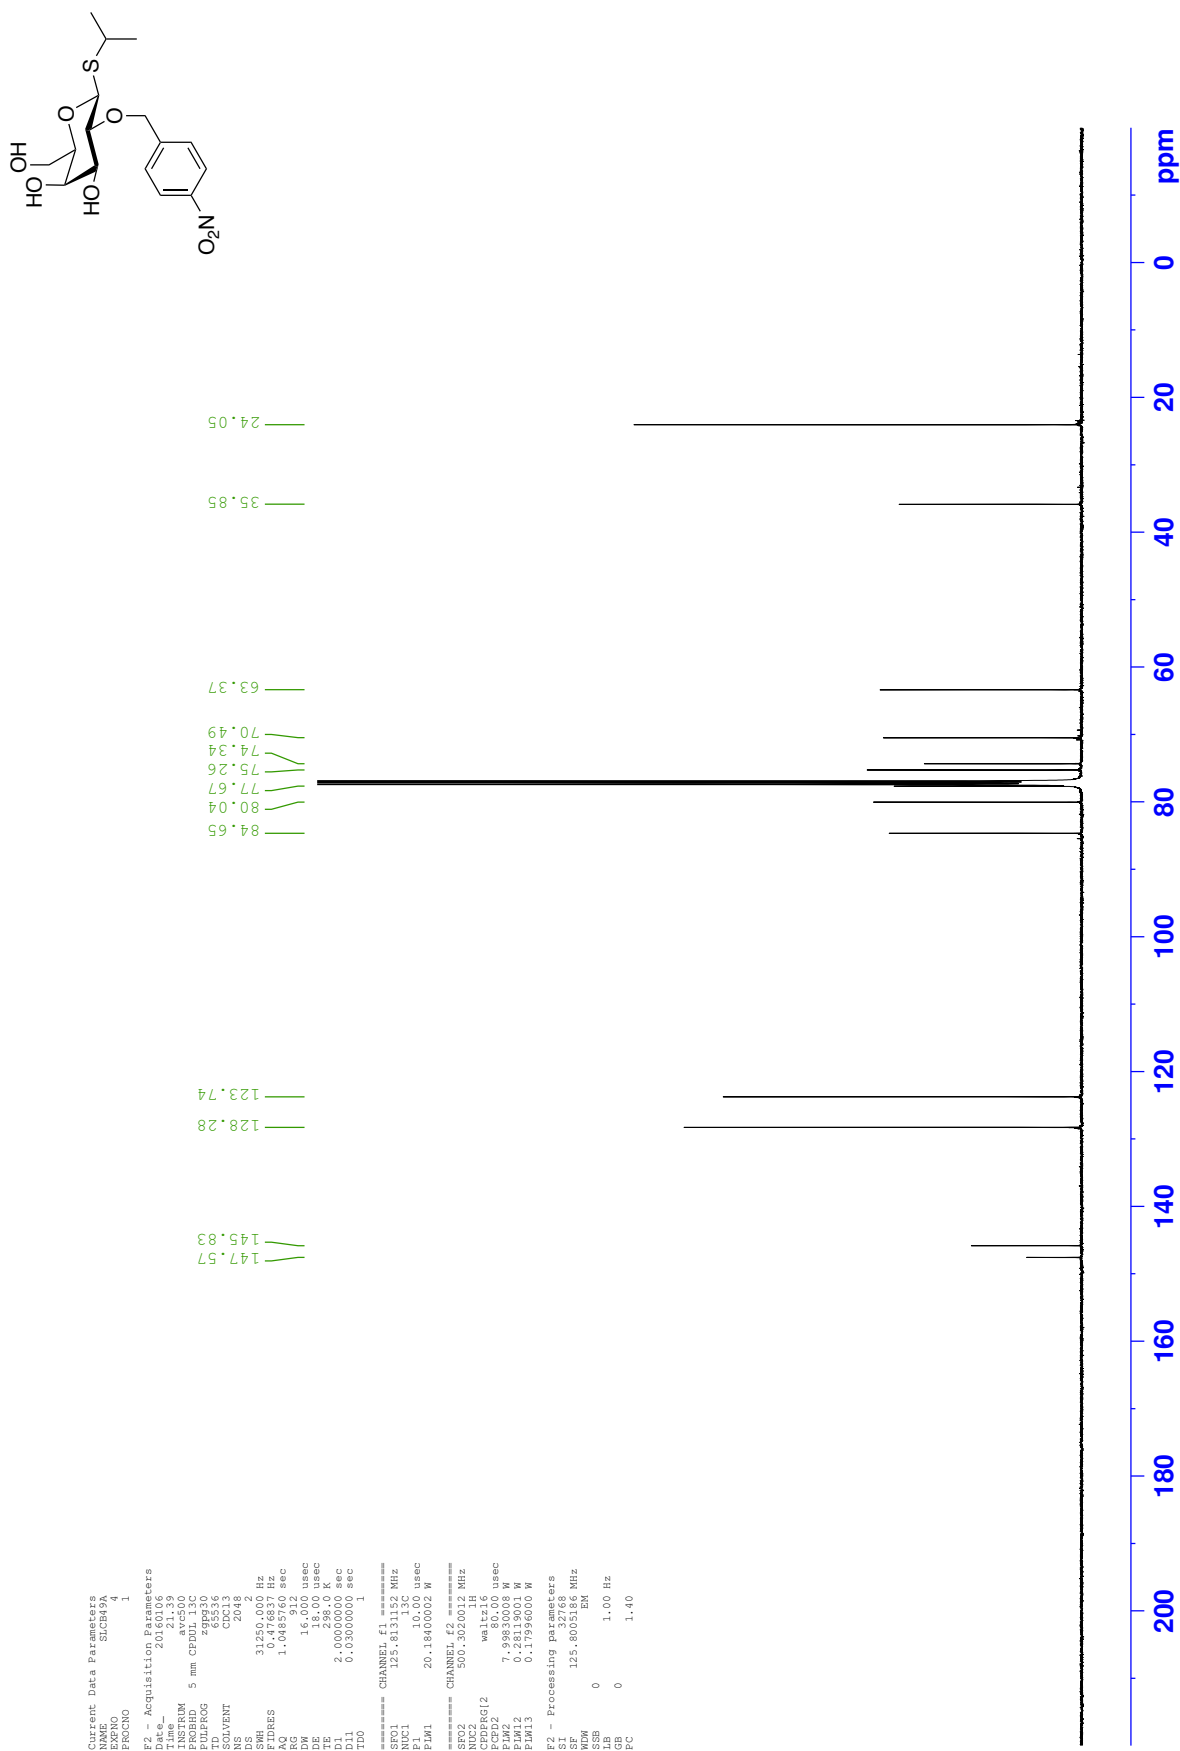 Current Data Parameters
NAME SLCB49A
EXPNO 4
PROCNO 1
F2 - Acquisition Parameters
Date_ 20160106
Time 21.39
INSTRUM avc500
PROBHD 5 mm CPDUL 13C
PULPROG zgpg30
TD 65536
SOLVENT CDCl3
NS 2048
DS 2
SWH 31250.000 Hz
FIDRES 0.476837 Hz
AQ 1.0485760 sec
RG 912
DW 16.000 usec
DE 18.00 usec
TE 298.0 K
D1 2.00000000 sec
D11 0.03000000 sec
TD0 1
======== CHANNEL f1 ========
SFO1 125.8131152 MHz
NUC1 13C
P1 10.00 usec
PLW1 20.18400002 W
======== CHANNEL f2 ========
SFO2 500.3020012 MHz
NUC2 1H
CPDPRG[2 waltz16
PCPD2 80.00 usec
PLW2 7.99830008 W
PLW12 0.28119001 W
PLW13 0.17996000 W
F2 - Processing parameters
SI 32768
SF 125.8005186 MHz
WDW EM
SSB 0
LB 1.00 Hz
GB 0
PC 1.40
147.57
145.83
128.28
123.74
84.65
80.04
77.67
75.26
74.34
70.49
63.37
35.85
24.05
OH
HO
O
S
HO
O
O2N
200
180
160
140
120
100
80
60
40
20
0
ppm